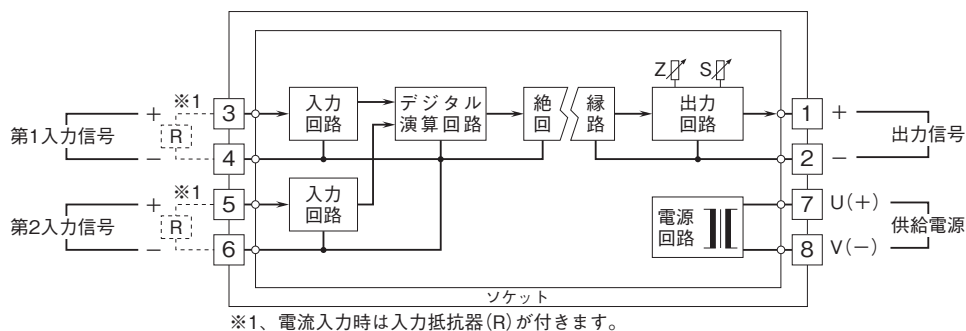 ※1
第1入力信号
+
R
−
3
4
入力
回路
デジタル
演算回路
絶
回
縁
路
Z
S
出力
回路
1
+
2
−
出力信号
※1
第2入力信号
+
R
−
5
6
入力
回路
電源
回路
7
U(+)
8
V(−)
供給電源
ソケット
※1、電流入力時は入力抵抗器(R)が付きます。